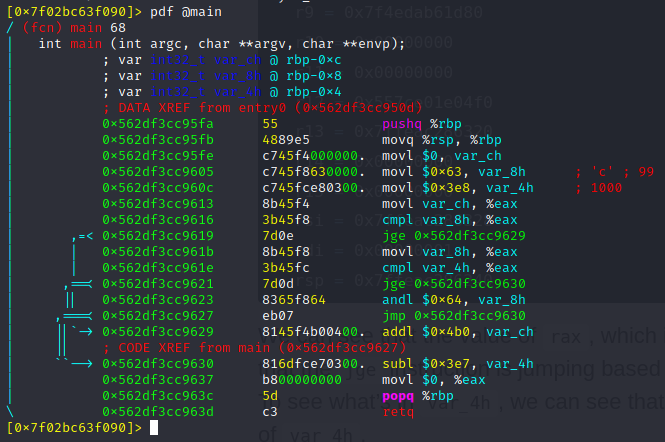 [0x7f02bc63f090]> pdf @main
/ (fcn) main 68
| int main (int argc, char **argv, char **envp);
| ; var int32_t var_ch @ rbp-0xc
| ; var int32_t var_8h @ rbp-0x8
| ; var int32_t var_4h @ rbp-0x4
| ; DATA XREF from entry0 (0x562df3cc950d)
| 0x562df3cc95fa 55 pushq %rbp
| 0x562df3cc95fb 4889e5 movq %rsp, %rbp
| 0x562df3cc95fe c745f4000000. movl $0, var_ch
| 0x562df3cc9605 c745f8630000. movl $0x63, var_8h ; 'c' ; 99
| 0x562df3cc960c c745fce80300. movl $0x3e8, var_4h ; 1000
| 0x562df3cc9613 8b45f4 movl var_ch, %eax
| 0x562df3cc9616 3b45f8 cmpl var_8h, %eax
| ,=< 0x562df3cc9619 7d0e jge 0x562df3cc9629
| | 0x562df3cc961b 8b45f8 movl var_8h, %eax
| | 0x562df3cc961e 3b45fc cmpl var_4h, %eax
| ,==< 0x562df3cc9621 7d0d jge 0x562df3cc9630
| || 0x562df3cc9623 8365f864 andl $0x64, var_8h
| ,===< 0x562df3cc9627 eb07 jmp 0x562df3cc9630
| ||`-> 0x562df3cc9629 8145f4b00400. addl $0x4b0, var_ch
| || ; CODE XREF from main (0x562df3cc9627)
| ``--> 0x562df3cc9630 816dfce70300. subl $0x3e7, var_4h
| 0x562df3cc9637 b800000000 movl $0, %eax
| 0x562df3cc963c 5d popq %rbp
\ 0x562df3cc963d c3 retq
[0x7f02bc63f090]>